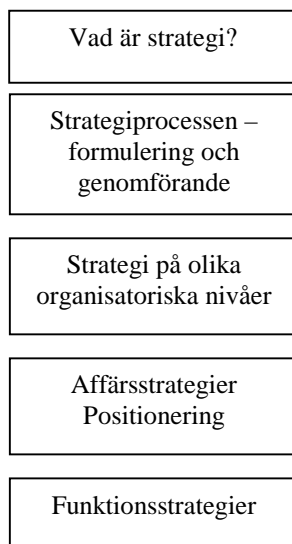 Vad är strategi?
Strategiprocessen –
formulering och
genomförande
Strategi på olika
organisatoriska nivåer
Affärsstrategier
Positionering
Funktionsstrategier